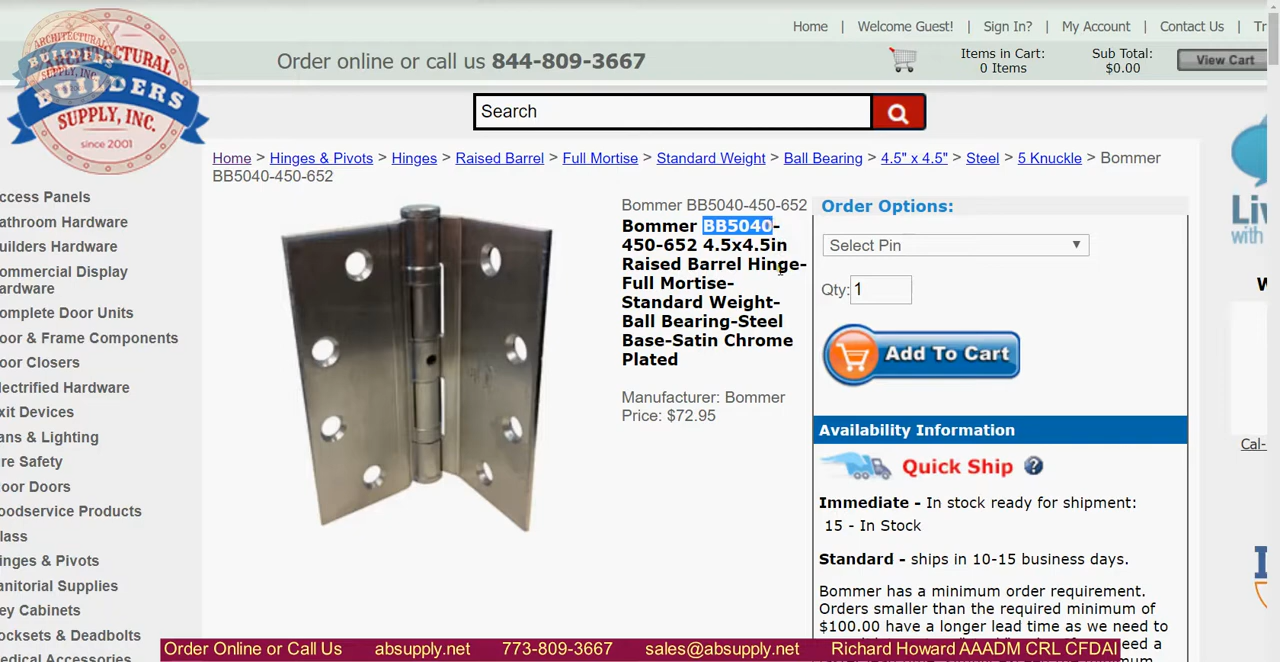 ARCHITECTURAL
BUILDERS
SUPPLY, INC.
since 2001
Home | Welcome Guest! | Sign In? | My Account | Contact Us | Tr
Order online or call us 844-809-3667
Items in Cart:
0 Items
Sub Total:
$0.00
View Cart
Search
Home > Hinges & Pivots > Hinges > Raised Barrel > Full Mortise > Standard Weight > Ball Bearing > 4.5" x 4.5" > Steel > 5 Knuckle > Bommer
BB5040-450-652
ccess Panels
athroom Hardware
uilders Hardware
ommercial Display
ardware
omplete Door Units
oor & Frame Components
oor Closers
lectrified Hardware
xit Devices
ans & Lighting
re Safety
oor Doors
oodservice Products
lass
inges & Pivots
anitorial Supplies
ey Cabinets
ocksets & Deadbolts
edical Accessories
Bommer BB5040-450-652
Bommer BB5040-
450-652 4.5x4.5in
Raised Barrel Hinge-
Full Mortise-
Standard Weight-
Ball Bearing-Steel
Base-Satin Chrome
Plated
Manufacturer: Bommer
Price: $72.95
Order Options:
Select Pin
Qty: 1
Add To Cart
Availability Information
Quick Ship ?
Immediate - In stock ready for shipment:
15 - In Stock
Standard - ships in 10-15 business days.
Bommer has a minimum order requirement.
Orders smaller than the required minimum of
$100.00 have a longer lead time as we need to
Liv
with
W
Cal-
Order Online or Call Us absupply.net 773-809-3667 sales@absupply.net Richard Howard AAADM CRL CFDAI